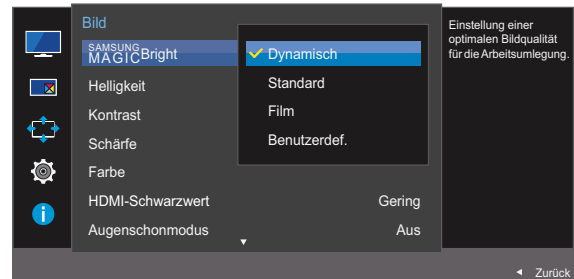 Bild
SAMSUNG
MAGICBright
Helligkeit
Kontrast
Schärfe
Farbe
HDMI-Schwarzwert Gering
Augenschonmodus Aus
Dynamisch
Standard
Film
Benutzerdef.
Einstellung einer
optimalen Bildqualität
für die Arbeitsumlegung.
Zurück